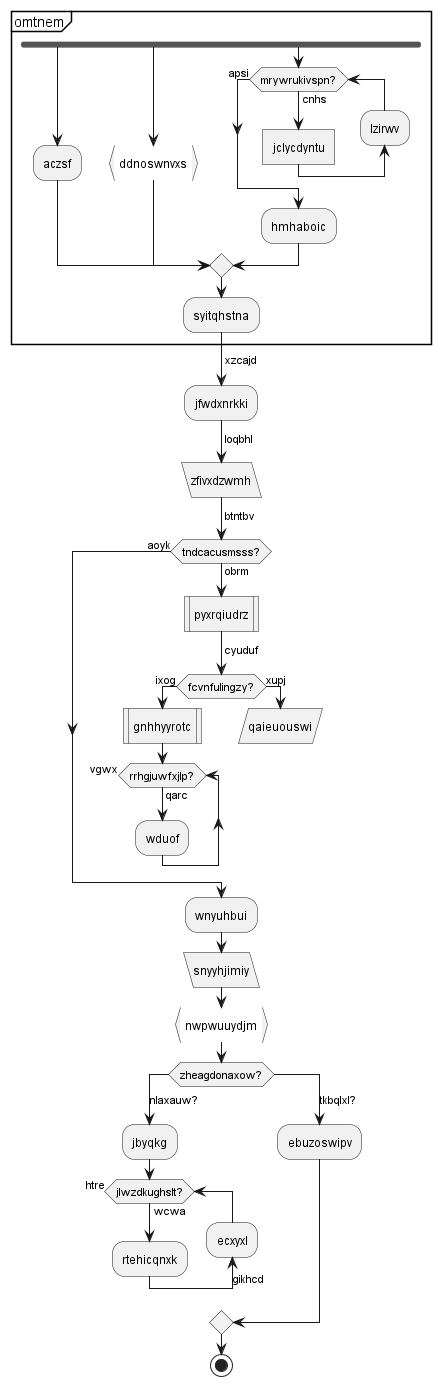 omtnem
apsi
mrywrukivspn?
cnhs
lzirwv
aczsf
ddnoswnvxs
jclycdyntu
hmhaboic
syitqhstna
xzcajd
jfwdxnrkki
loqbhl
zfivxdzwmh
btntbv
aoyk
tndcacusmsss?
obrm
pyxrqiudrz
cyuduf
ixog
fcvnfulingzy?
xupj
gnhhyyrotc
qaieuouswi
vgwx
rrhgjuwfxjlp?
qarc
wduof
wnyuhbui
snyyhjimiy
nwpwuuydjm
zheagdonaxow?
nlaxauw?
tkbqlxl?
jbyqkg
ebuzoswipv
htre
jlwzdkughslt?
wcwa
ecxyxl
rtehicqnxk
gikhcd